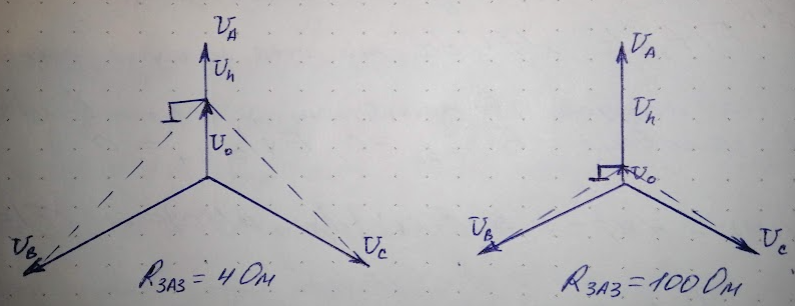 U_A
U_h
U_o
U_B
U_C
R_ЗАЗ = 4 Ом
U_A
U_h
U_o
U_B
U_C
R_ЗАЗ = 100 Ом